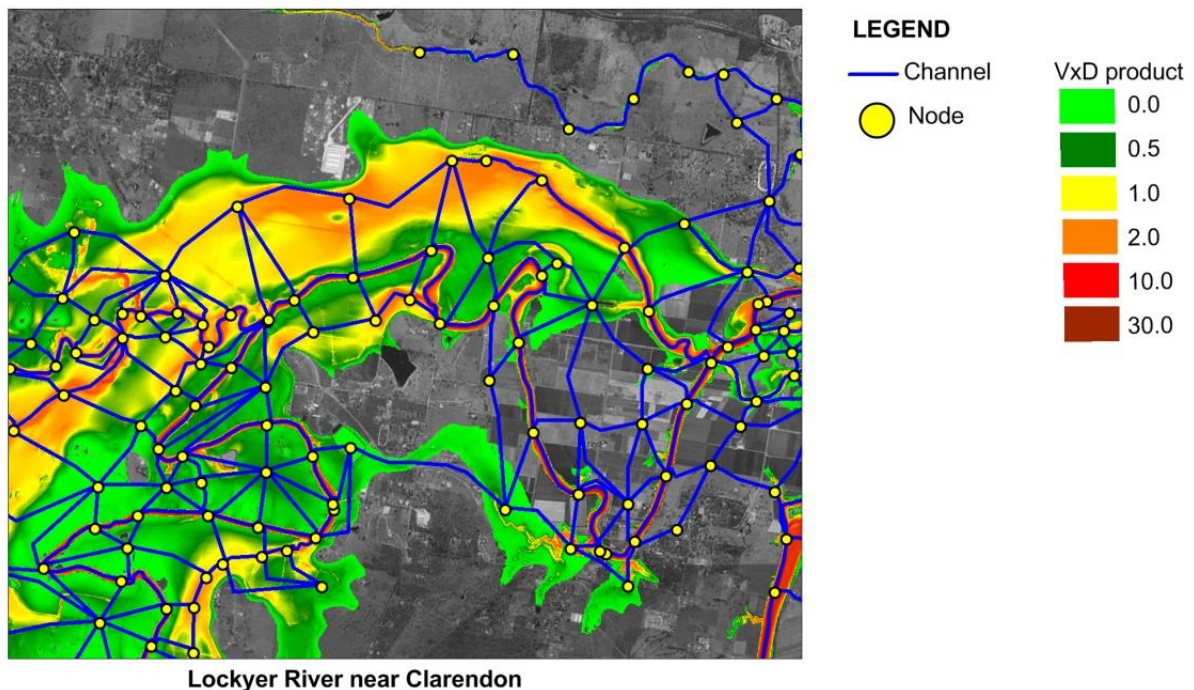 LEGEND
Channel
Node
VxD product
0.0
0.5
1.0
2.0
10.0
30.0
Lockyer River near Clarendon